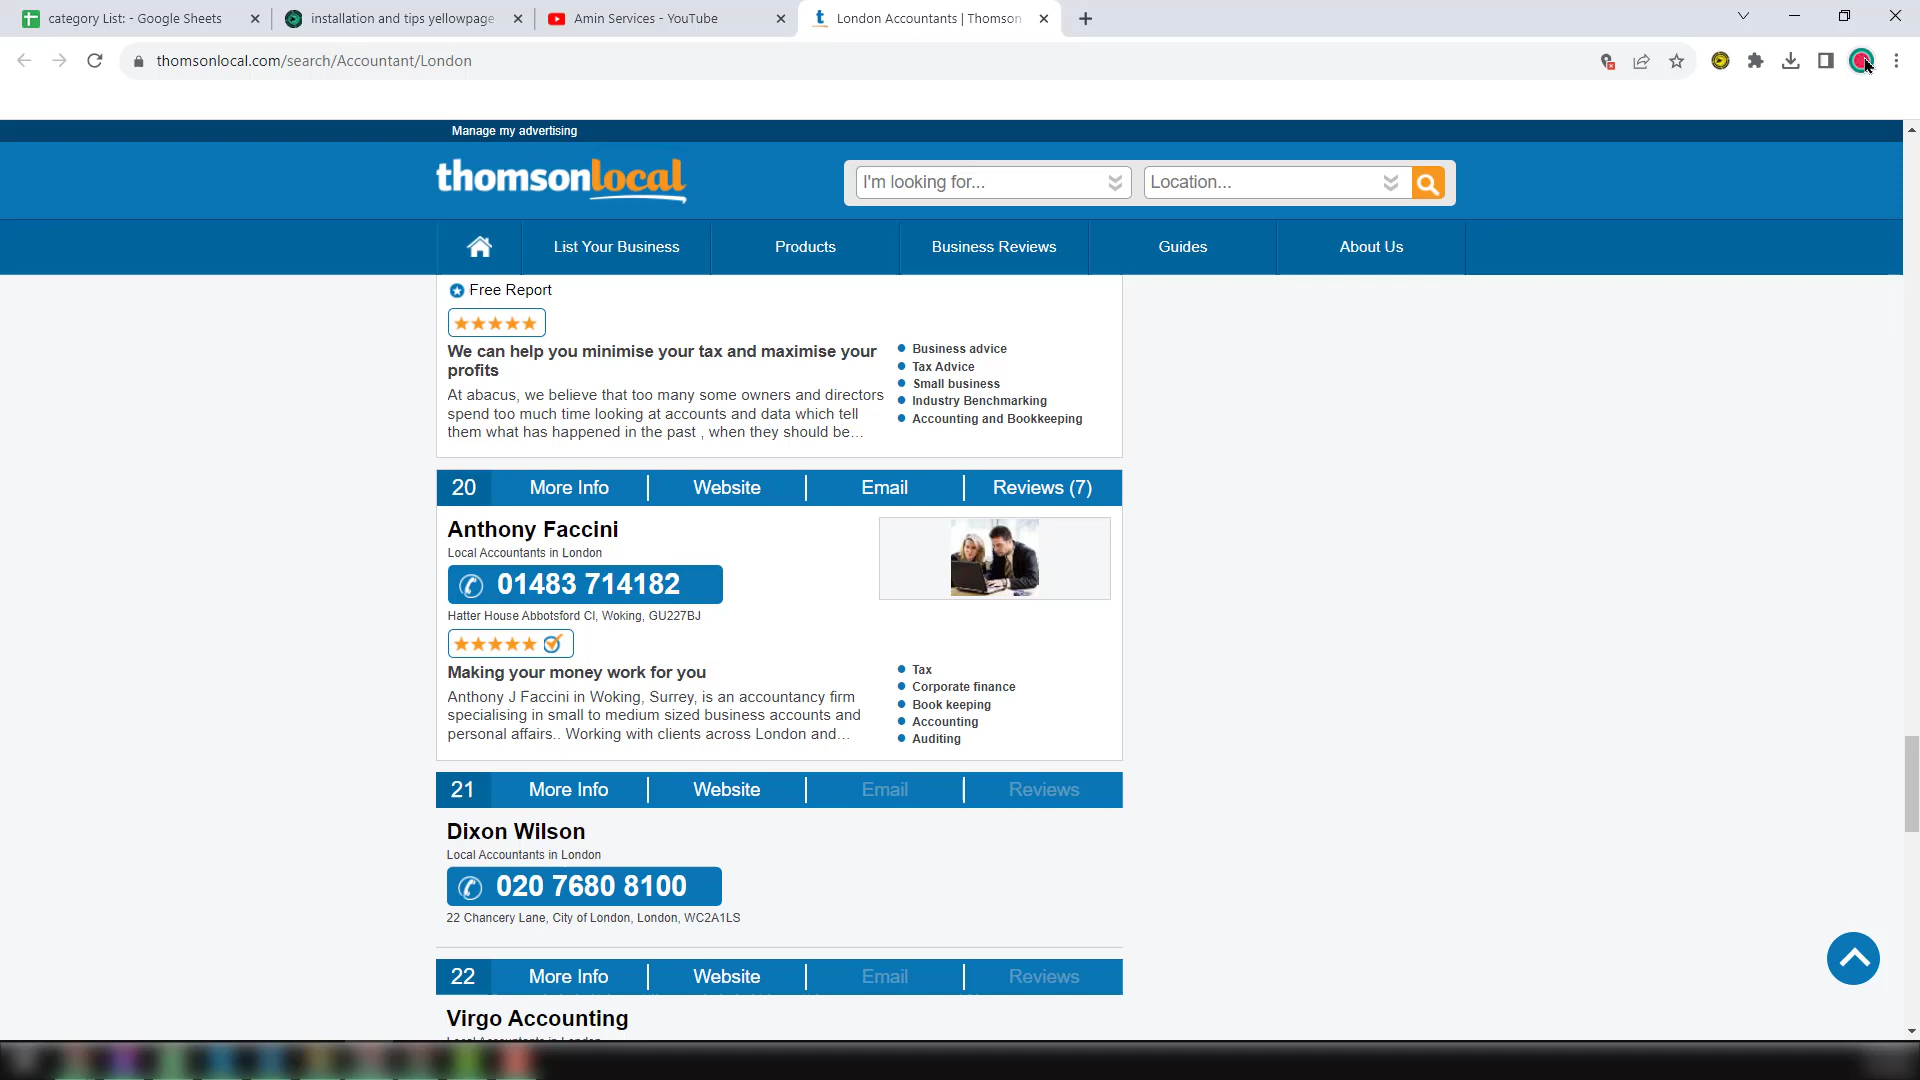 category List: - Google Sheets
installation and tips yellowpage
Amin Services - YouTube
London Accountants | Thomson
thomsonlocal.com/search/Accountant/London
Manage my advertising
thomsonlocal
I'm looking for...
Location...
List Your Business
Products
Business Reviews
Guides
About Us
Free Report
We can help you minimise your tax and maximise your
profits
At abacus, we believe that too many some owners and directors
spend too much time looking at accounts and data which tell
them what has happened in the past , when they should be...
Business advice
Tax Advice
Small business
Industry Benchmarking
Accounting and Bookkeeping
20 More Info Website Email Reviews (7)
Anthony Faccini
Local Accountants in London
01483 714182
Hatter House Abbotsford Cl, Woking, GU227BJ
Making your money work for you
Anthony J Faccini in Woking, Surrey, is an accountancy firm
specialising in small to medium sized business accounts and
personal affairs.. Working with clients across London and...
Tax
Corporate finance
Book keeping
Accounting
Auditing
21 More Info Website Email Reviews
Dixon Wilson
Local Accountants in London
020 7680 8100
22 Chancery Lane, City of London, London, WC2A1LS
22 More Info Website Email Reviews
Virgo Accounting
Local Accountants in London